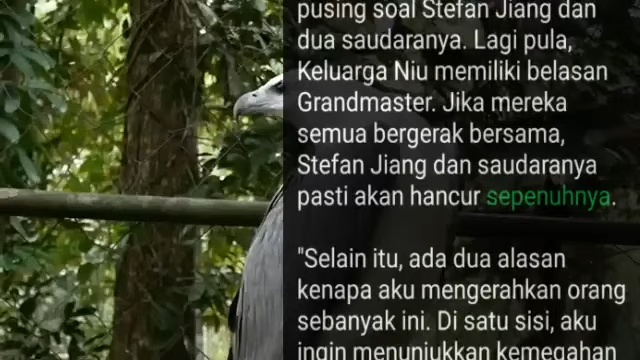 pusing soal Stefan Jiang dan
dua saudaranya. Lagi pula,
Keluarga Niu memiliki belasan
Grandmaster. Jika mereka
semua bergerak bersama,
Stefan Jiang dan saudaranya
pasti akan hancur sepenuhnya.
"Selain itu, ada dua alasan
kenapa aku mengerahkan orang
sebanyak ini. Di satu sisi, aku
ingin menunjukkan kemegahan